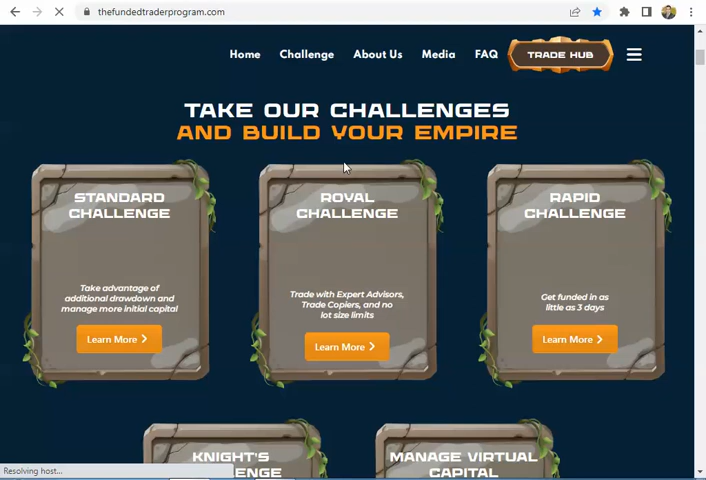 thefundedtraderprogram.com
Home Challenge About Us Media FAQ TRADE HUB
TAKE OUR CHALLENGES
AND BUILD YOUR EMPIRE
STANDARD
CHALLENGE
Take advantage of
additional drawdown and
manage more initial capital
Learn More
ROYAL
CHALLENGE
Trade with Expert Advisors,
Trade Copiers, and no
lot size limits
Learn More
RAPID
CHALLENGE
Get funded in as
little as 3 days
Learn More
KNIGHT'S
MANAGE VIRTUAL
CAPITAL
Resolving host...